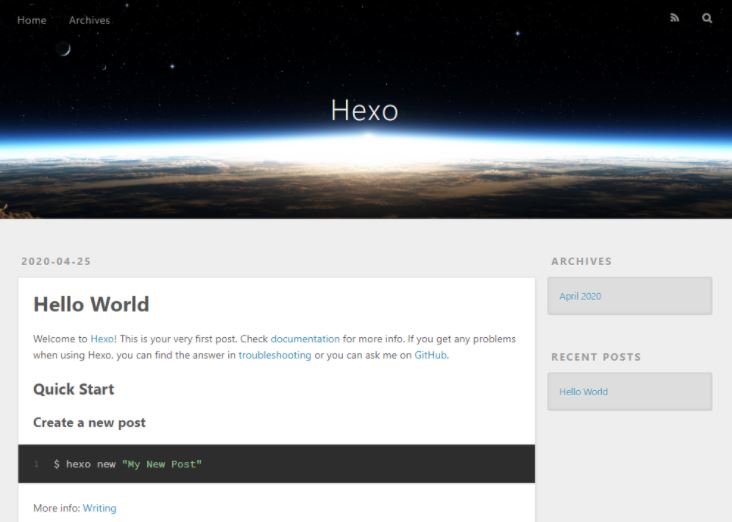 Home Archives
Hexo
2020-04-25
Hello World
Welcome to Hexo! This is your very first post. Check documentation for more info. If you get any problems
when using Hexo, you can find the answer in troubleshooting or you can ask me on GitHub.
Quick Start
Create a new post
1 $ hexo new "My New Post"
More info: Writing
ARCHIVES
April 2020
RECENT POSTS
Hello World